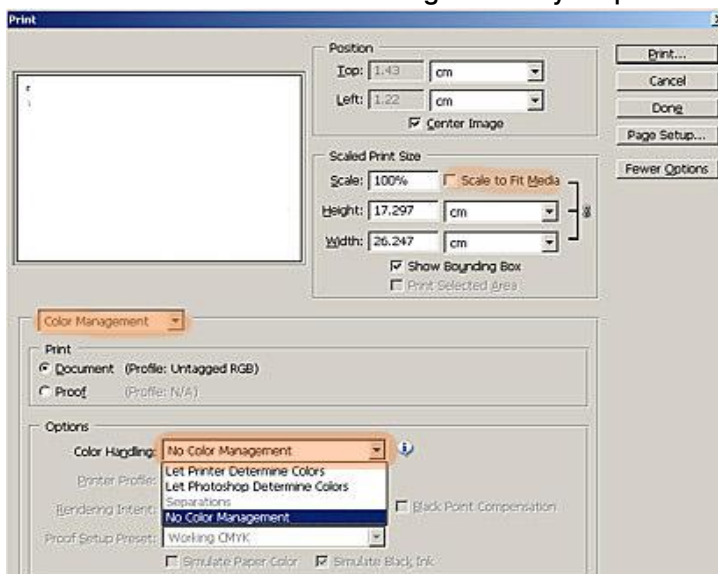 Print
Position
Top: 1.43 cm
Left: 1.22 cm
Center Image
Scaled Print Size
Scale: 100% Scale to Fit Media
Height: 17.297 cm
Width: 26.247 cm
Show Bounding Box
Print Selected Area
Print...
Cancel
Done
Page Setup...
Fewer Options
Color Management
Print
Document (Profile: Untagged RGB)
Proof (Profile: N/A)
Options
Color Handling: No Color Management
Let Printer Determine Colors
Let Photoshop Determine Colors
Separations
No Color Management
Printer Profile:
Rendering Intent: Black Point Compensation
Proof Setup Preset: Working CMYK
Simulate Paper Color Simulate Black Ink